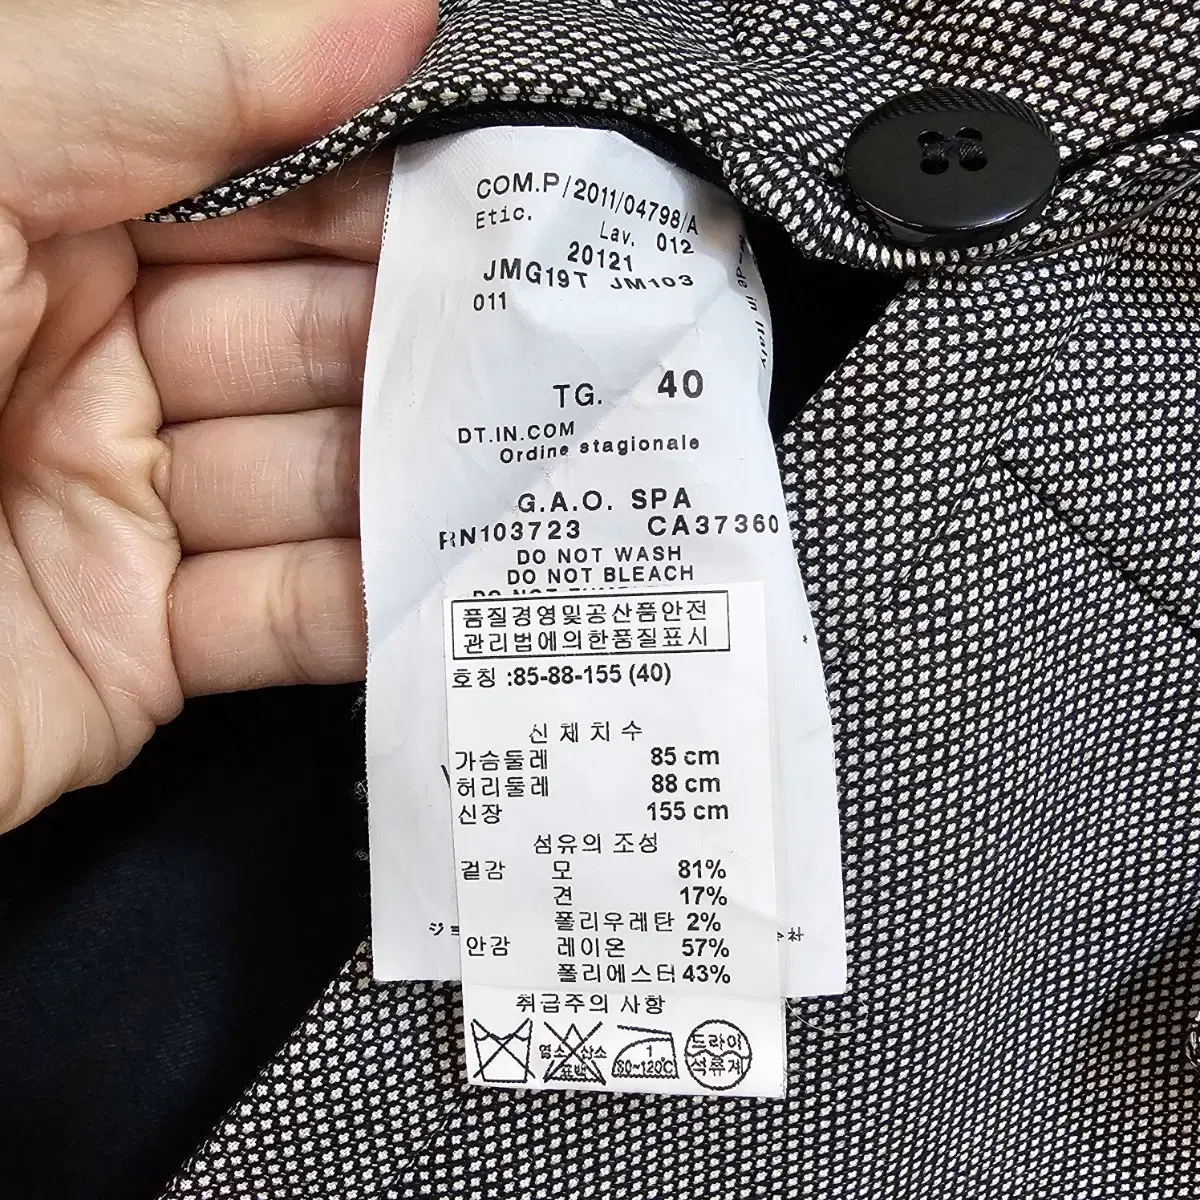 COM.P/2011/04798/A
Etic. Lav. 012
20121
JMG19T JM103
011
Made in Italy
TG. 40
DT.IN.COM
Ordine stagionale
G.A.O. SPA
RN103723 CA37360
DO NOT WASH
DO NOT BLEACH
품질경영및공산품안전
관리법에의한품질표시
호칭 :85-88-155 (40)
신 체 치 수
가슴둘레 85 cm
허리둘레 88 cm
신장 155 cm
섬유의 조성
겉감 모 81%
견 17%
폴리우레탄 2%
안감 레이온 57%
폴리에스터 43%
취급주의 사항
염소 산소
표백
1
80~120℃
드라이
석유계